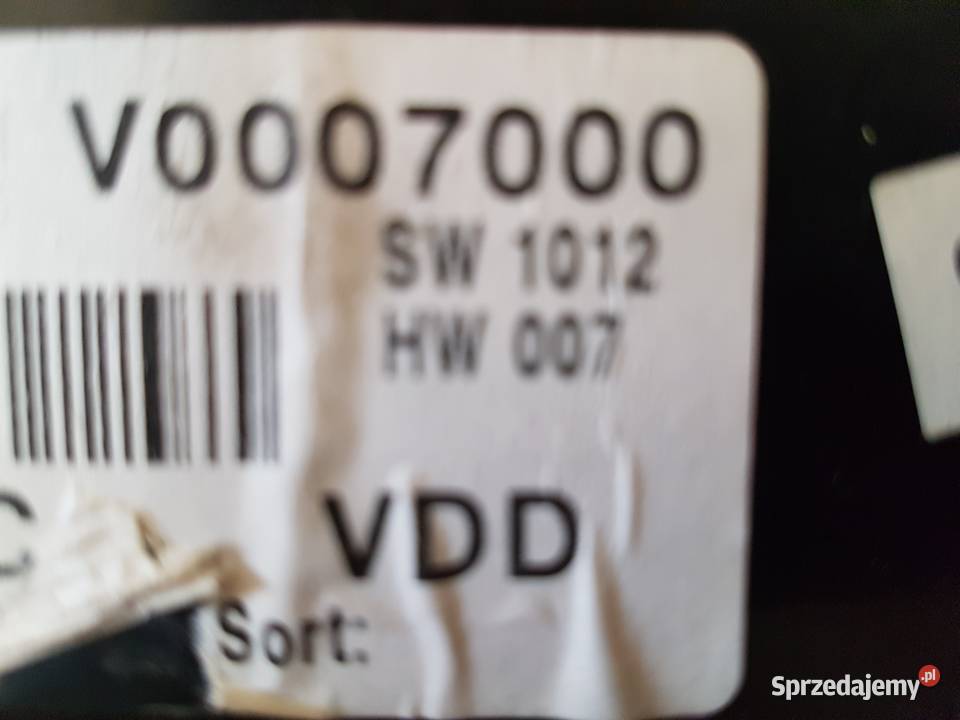 V0007000
SW 1012
HW 007
C
VDD
Sort:
Sprzedajemy.pl